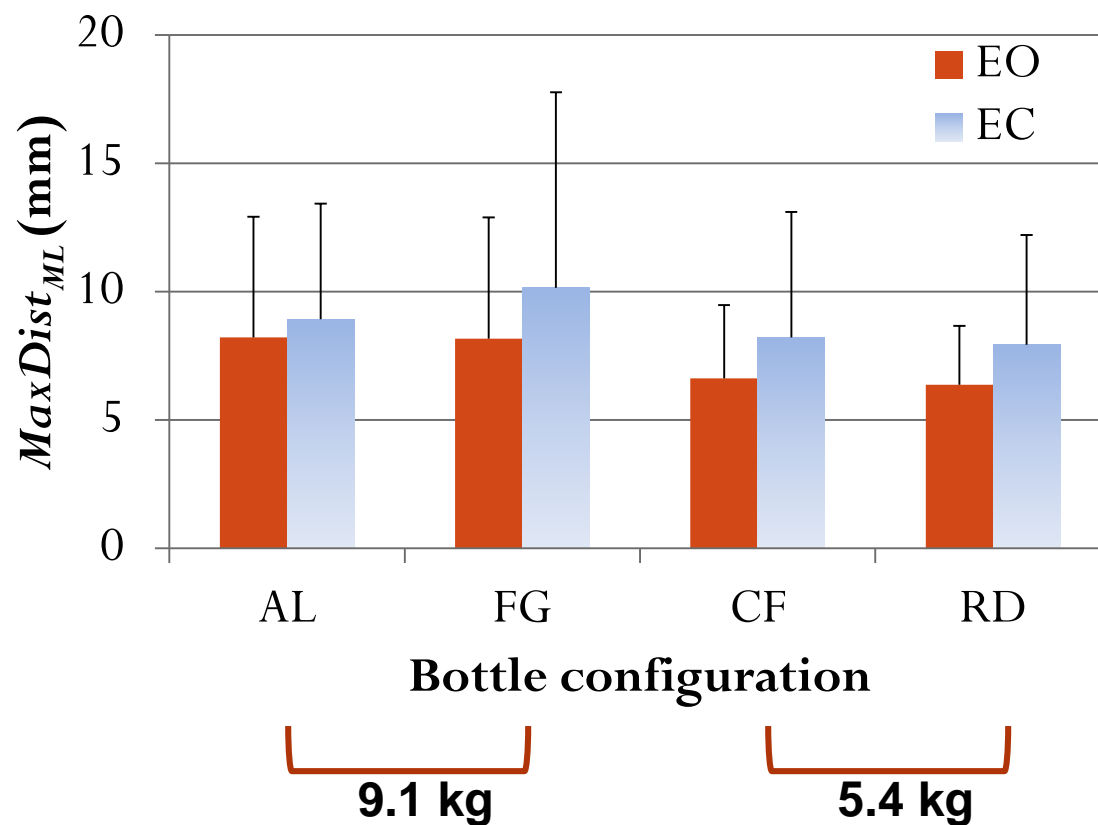 20
15
10
5
0
MaxDist_ML (mm)
EO
EC
AL FG CF RD
Bottle configuration
9.1 kg 5.4 kg